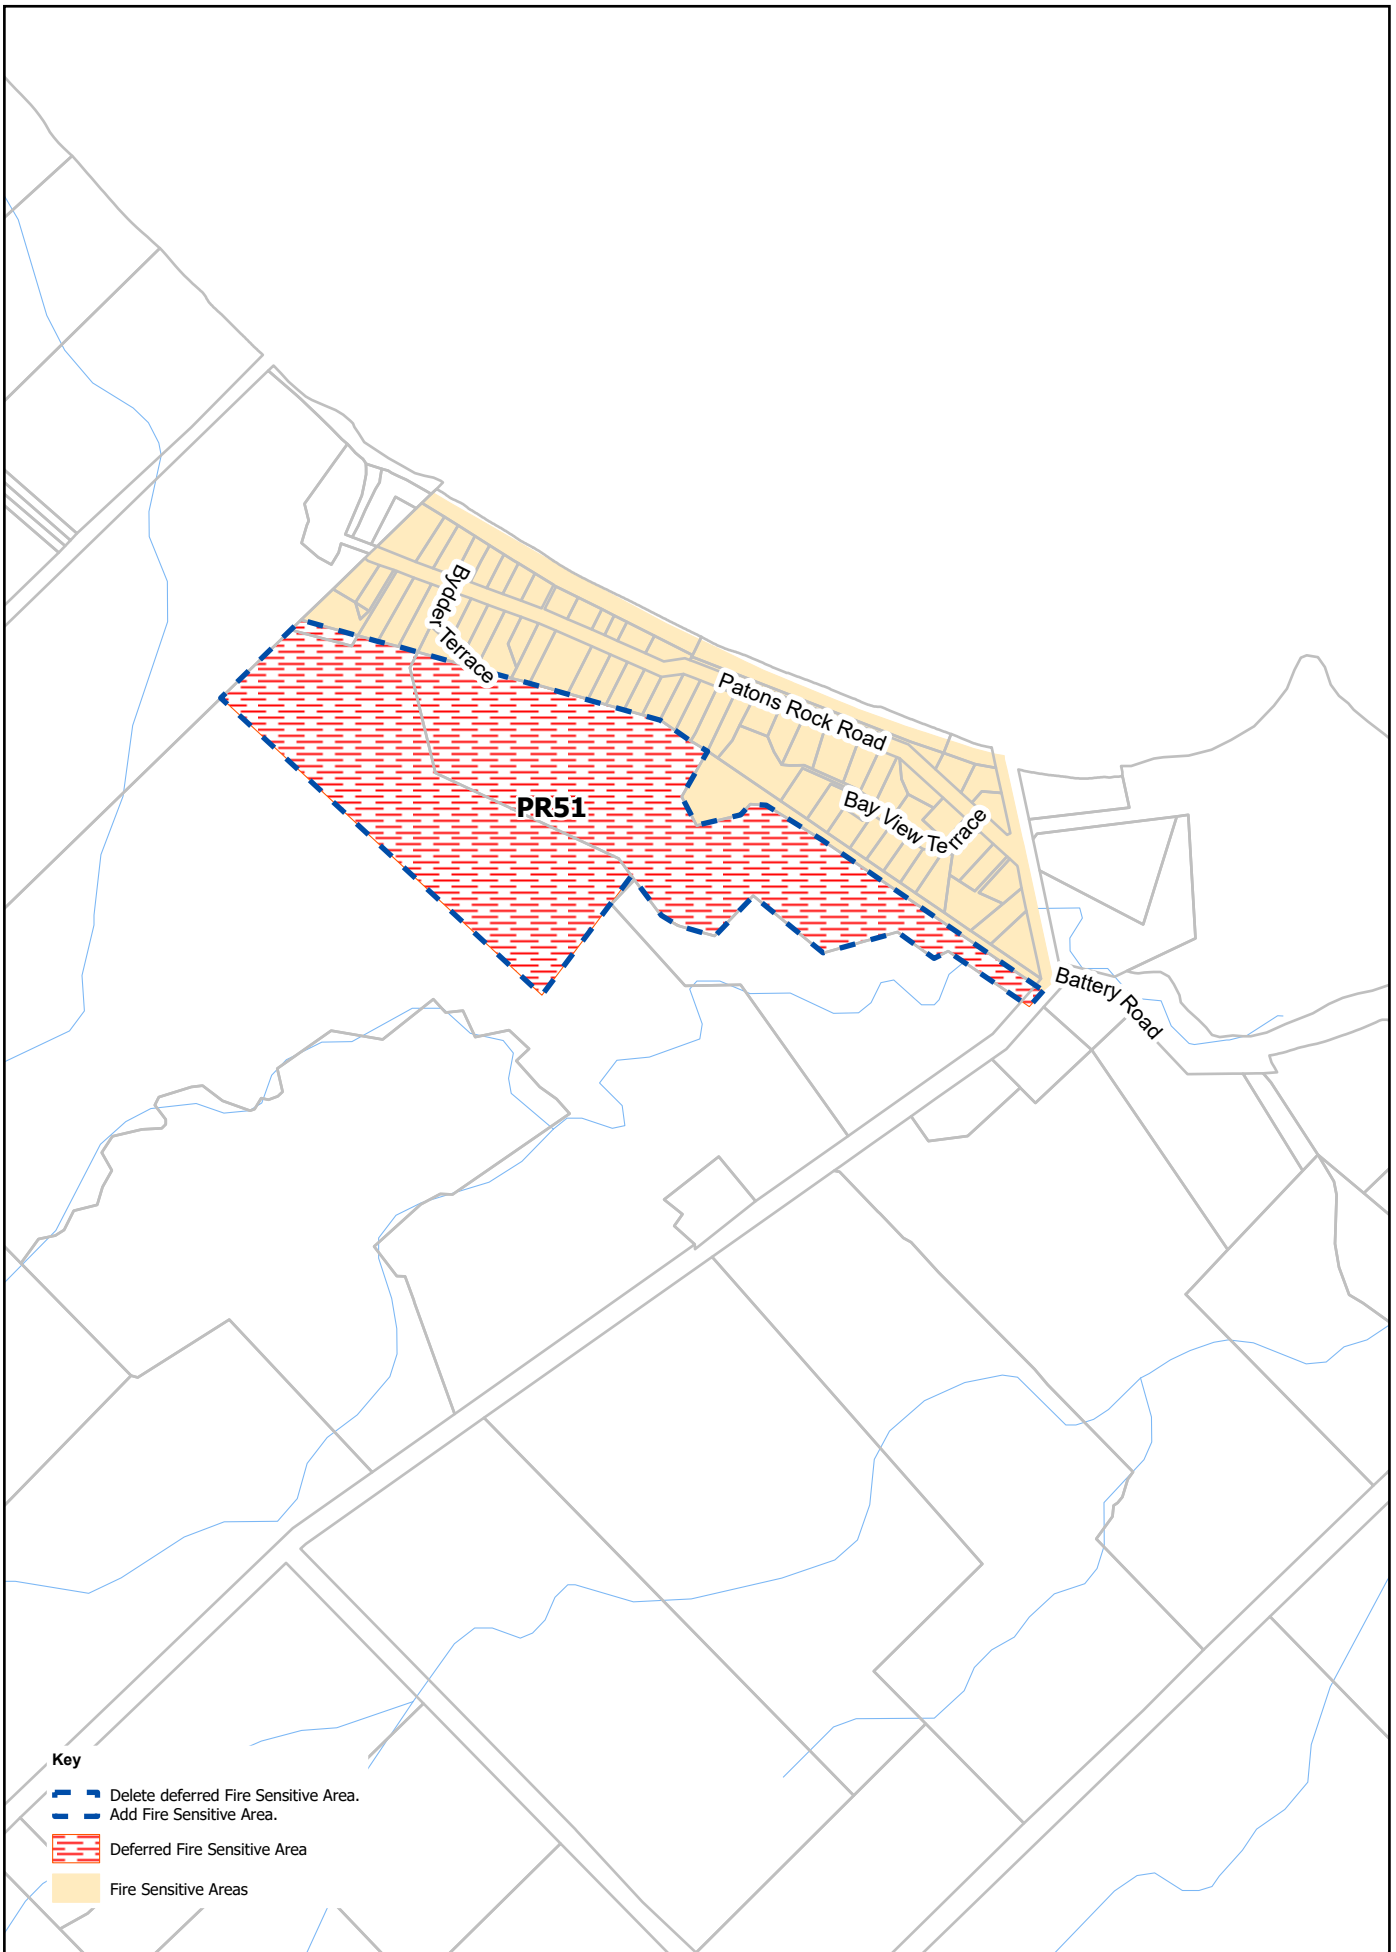 Bydder Terrace
Patons Rock Road
PR51
Bay View Terrace
Battery Road
Key
Delete deferred Fire Sensitive Area.
Add Fire Sensitive Area.
Deferred Fire Sensitive Area
Fire Sensitive Areas